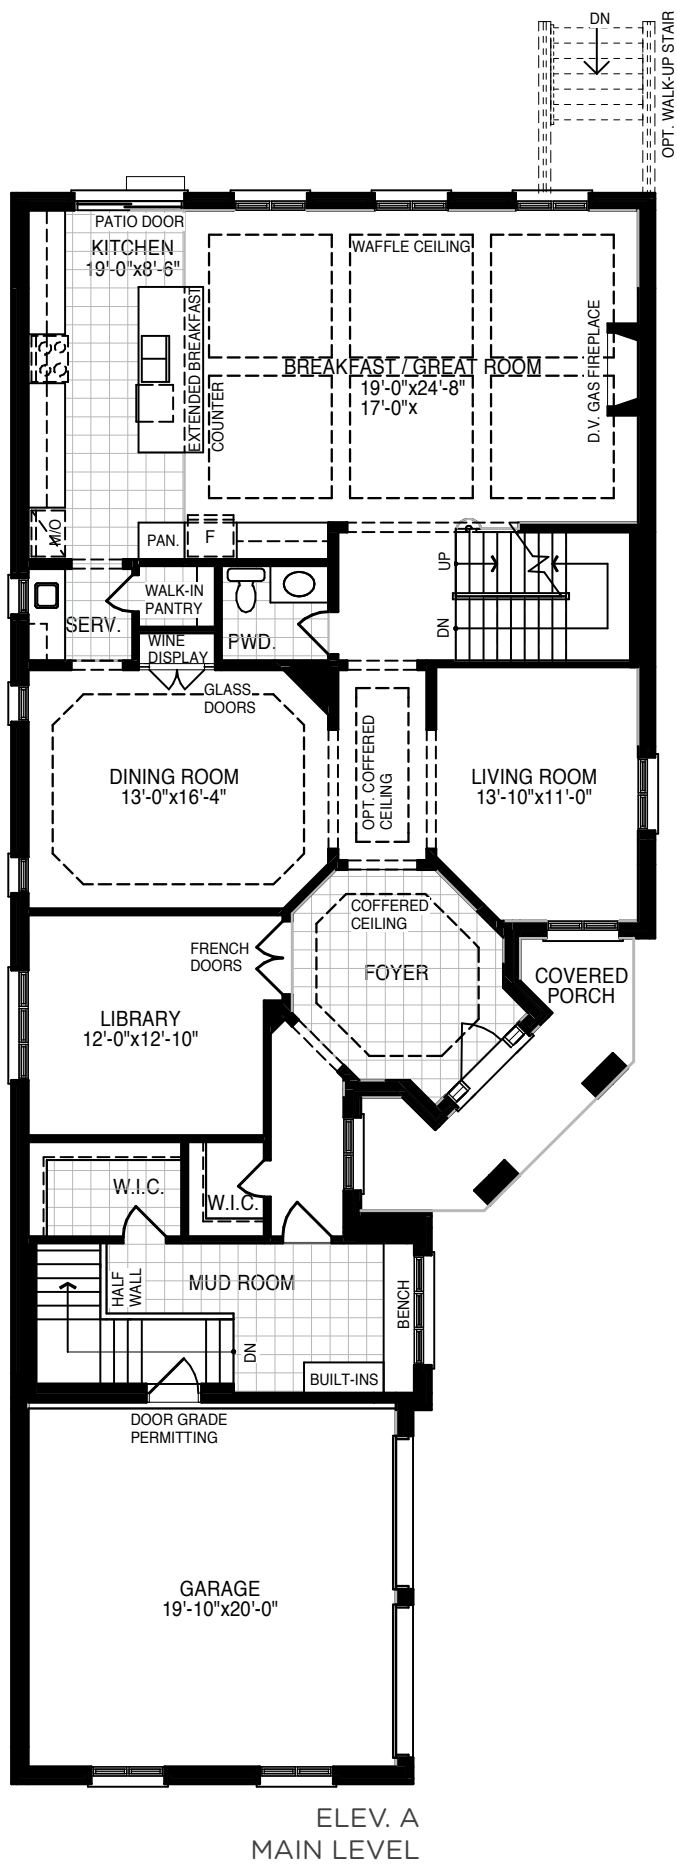 DN
OPT. WALK-UP STAIR
PATIO DOOR
KITCHEN
19'-0"x8'-6"
WAFFLE CEILING
EXTENDED BREAKFAST
COUNTER
BREAKFAST / GREAT ROOM
19'-0"x24'-8"
17'-0"x
D.V. GAS FIREPLACE
M/O
PAN.
F
UP
DN
SERV.
WALK-IN
PANTRY
PWD.
WINE
DISPLAY
GLASS
DOORS
DINING ROOM
13'-0"x16'-4"
OPT. COFFERED
CEILING
LIVING ROOM
13'-10"x11'-0"
COFFERED
CEILING
FRENCH
DOORS
FOYER
COVERED
PORCH
LIBRARY
12'-0"x12'-10"
W.I.C.
W.I.C.
HALF
WALL
MUD ROOM
BENCH
DN
BUILT-INS
DOOR GRADE
PERMITTING
GARAGE
19'-10"x20'-0"
ELEV. A
MAIN LEVEL